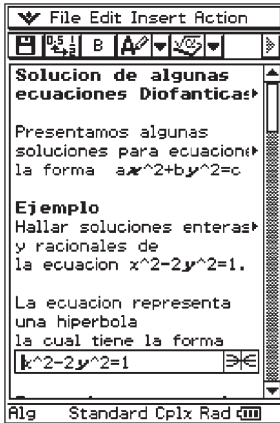 File Edit Insert Action
B
Solucion de algunas
ecuaciones Diofanticas
Presentamos algunas
soluciones para ecuacione
la forma ax^2+by^2=c
Ejemplo
Hallar soluciones enteras
y racionales de
la ecuacion x^2-2y^2=1.
La ecuacion representa
una hiperbola
la cual tiene la forma
x^2-2y^2=1
Alg Standard Cplx Rad